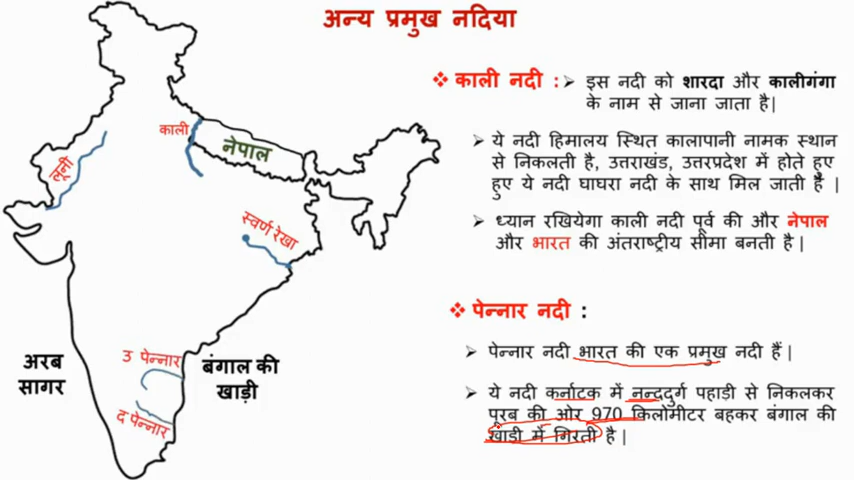 अन्य प्रमुख नदिया
❖ काली नदी : ➢ इस नदी को शारदा और कालीगंगा
के नाम से जाना जाता है|
➢ ये नदी हिमालय स्थित कालापानी नामक स्थान
से निकलती है, उत्तराखंड, उत्तरप्रदेश में होते हुए
हुए ये नदी घाघरा नदी के साथ मिल जाती है |
➢ ध्यान रखियेगा काली नदी पूर्व की और नेपाल
और भारत की अंतराष्ट्रीय सीमा बनती है |
❖ पेन्नार नदी :
➢ पेन्नार नदी भारत की एक प्रमुख नदी हैं |
➢ ये नदी कर्नाटक में नन्ददुर्ग पहाड़ी से निकलकर
पूरब की ओर 970 किलोमीटर बहकर बंगाल की
खाड़ी में गिरती है |
काली
नेपाल
लूनी
स्वर्ण रेखा
उ पेन्नार
द पेन्नार
अरब
सागर
बंगाल की
खाड़ी